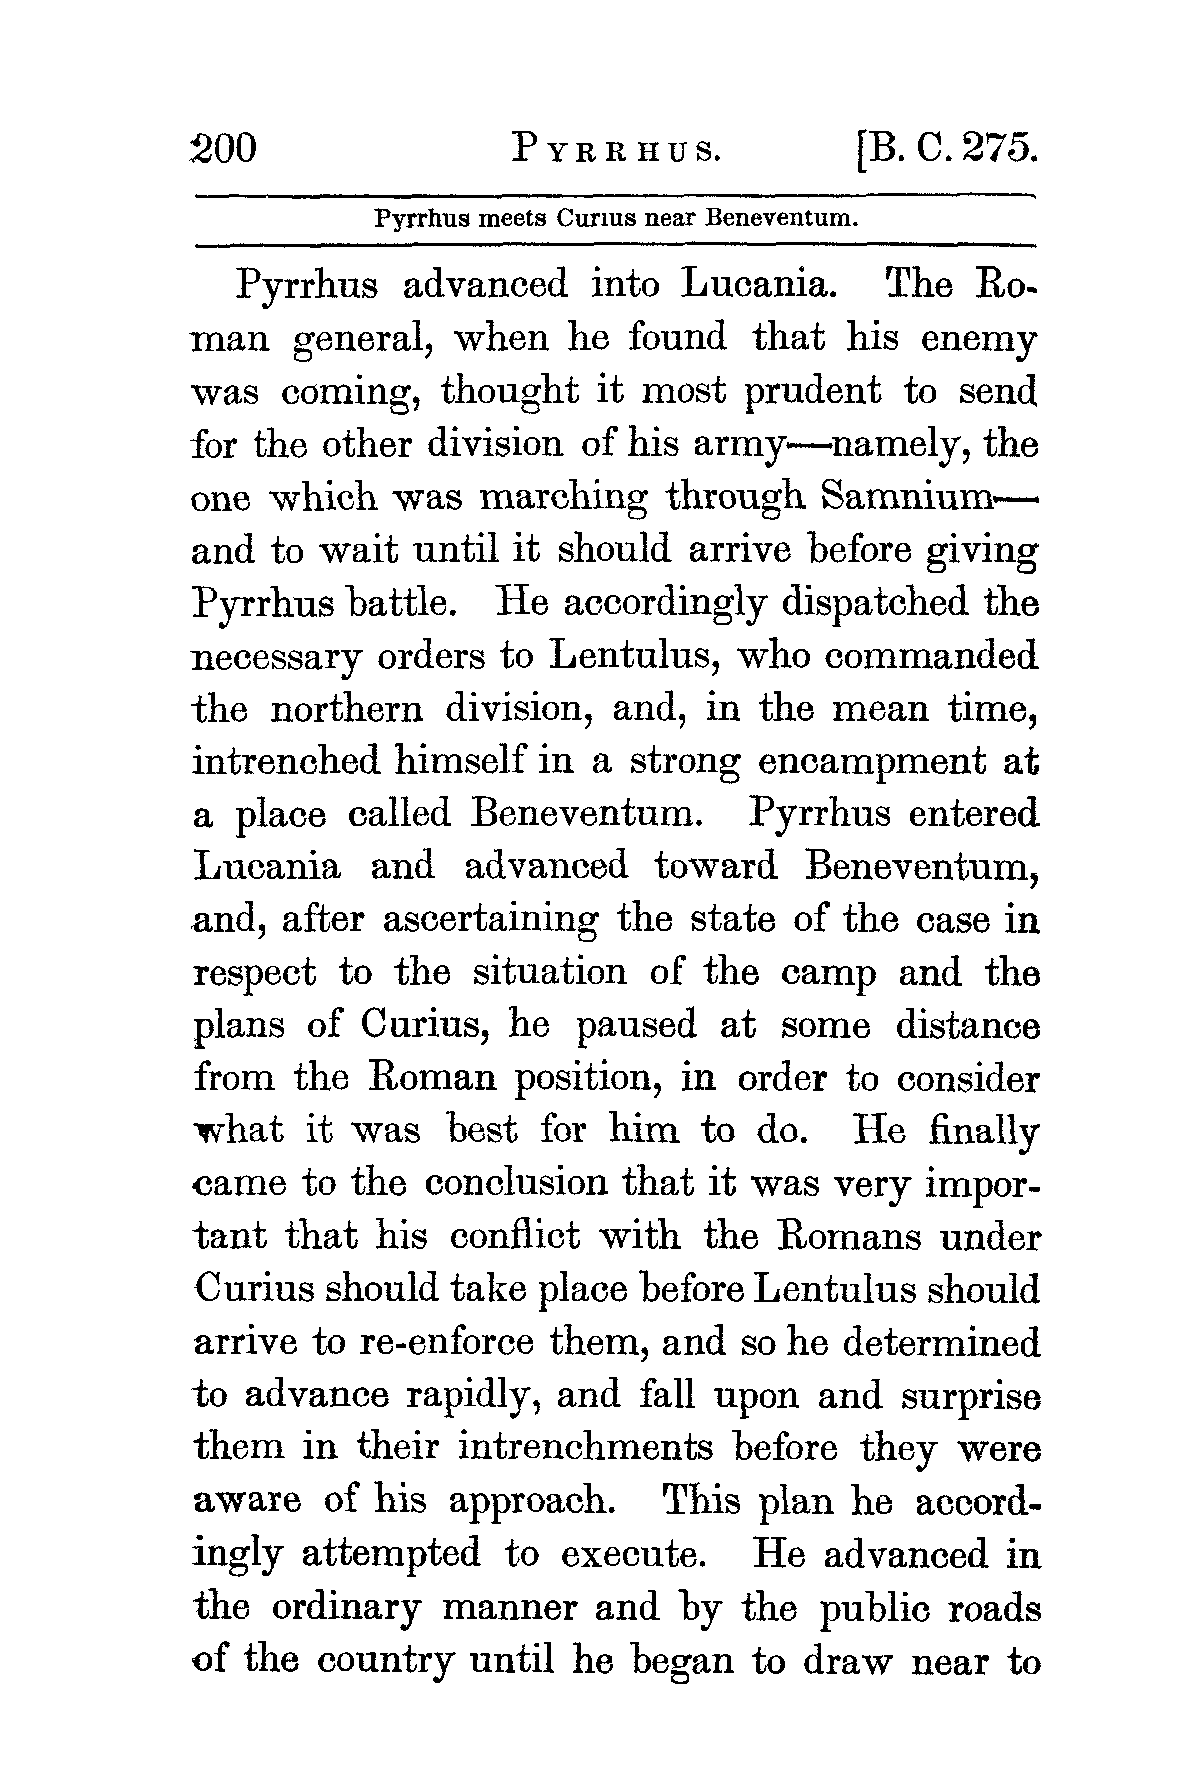 200 PYRRHUS. [B. C. 275.
Pyrrhus meets Curius near Beneventum.
Pyrrhus advanced into Lucania. The Ro-
man general, when he found that his enemy
was coming, thought it most prudent to send
for the other division of his army—namely, the
one which was marching through Samnium—
and to wait until it should arrive before giving
Pyrrhus battle. He accordingly dispatched the
necessary orders to Lentulus, who commanded
the northern division, and, in the mean time,
intrenched himself in a strong encampment at
a place called Beneventum. Pyrrhus entered
Lucania and advanced toward Beneventum,
and, after ascertaining the state of the case in
respect to the situation of the camp and the
plans of Curius, he paused at some distance
from the Roman position, in order to consider
what it was best for him to do. He finally
came to the conclusion that it was very impor-
tant that his conflict with the Romans under
Curius should take place before Lentulus should
arrive to re-enforce them, and so he determined
to advance rapidly, and fall upon and surprise
them in their intrenchments before they were
aware of his approach. This plan he accord-
ingly attempted to execute. He advanced in
the ordinary manner and by the public roads
of the country until he began to draw near to